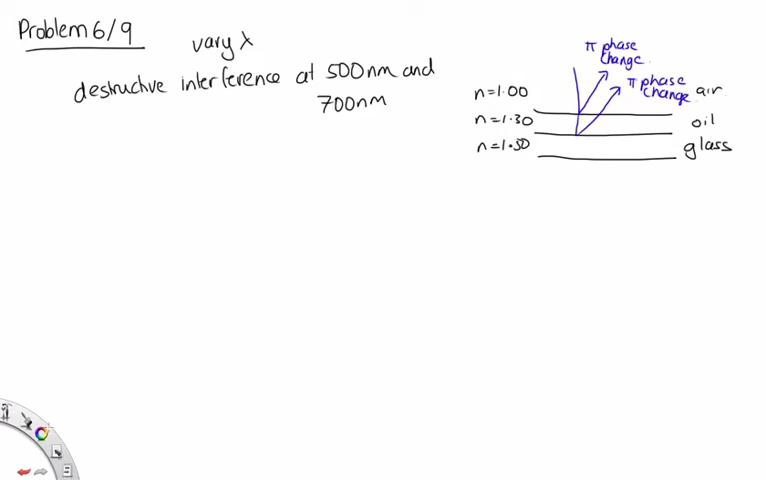 Problem 6/9
vary λ
destructive interference at 500nm and
700nm
π phase
change
π phase
change
n=1.00
air
n=1.30
oil
n=1.50
glass